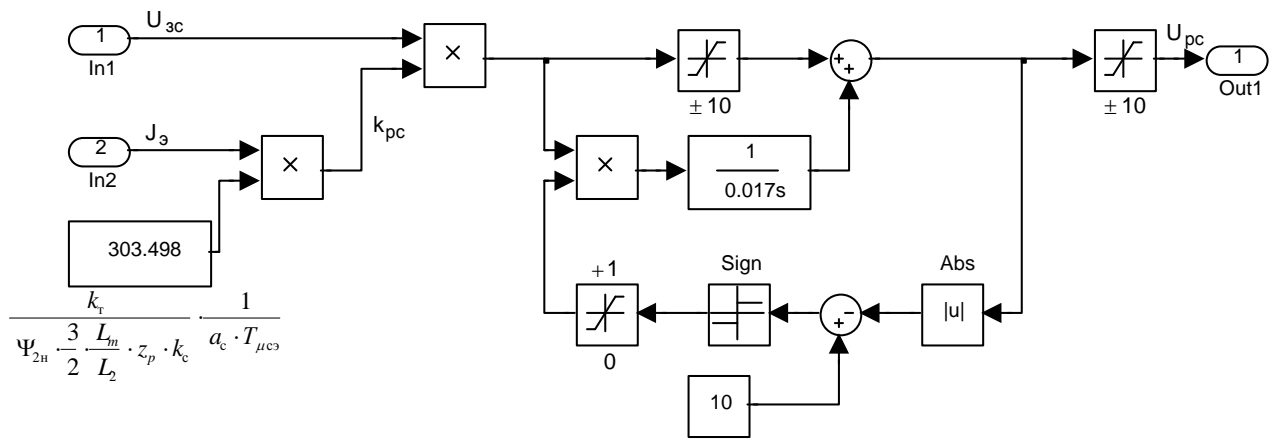 1
In1
U зс
×
± 10
+
+
± 10
U рс
1
Out1
2
In2
J э
×
k рс
×
1
0.017s
303.498
k т
Ψ 2н · 3/2 · L m / L 2 · z p · k с
· 1
a с · T μсэ
+1
0
Sign
+
−
Abs
|u|
10